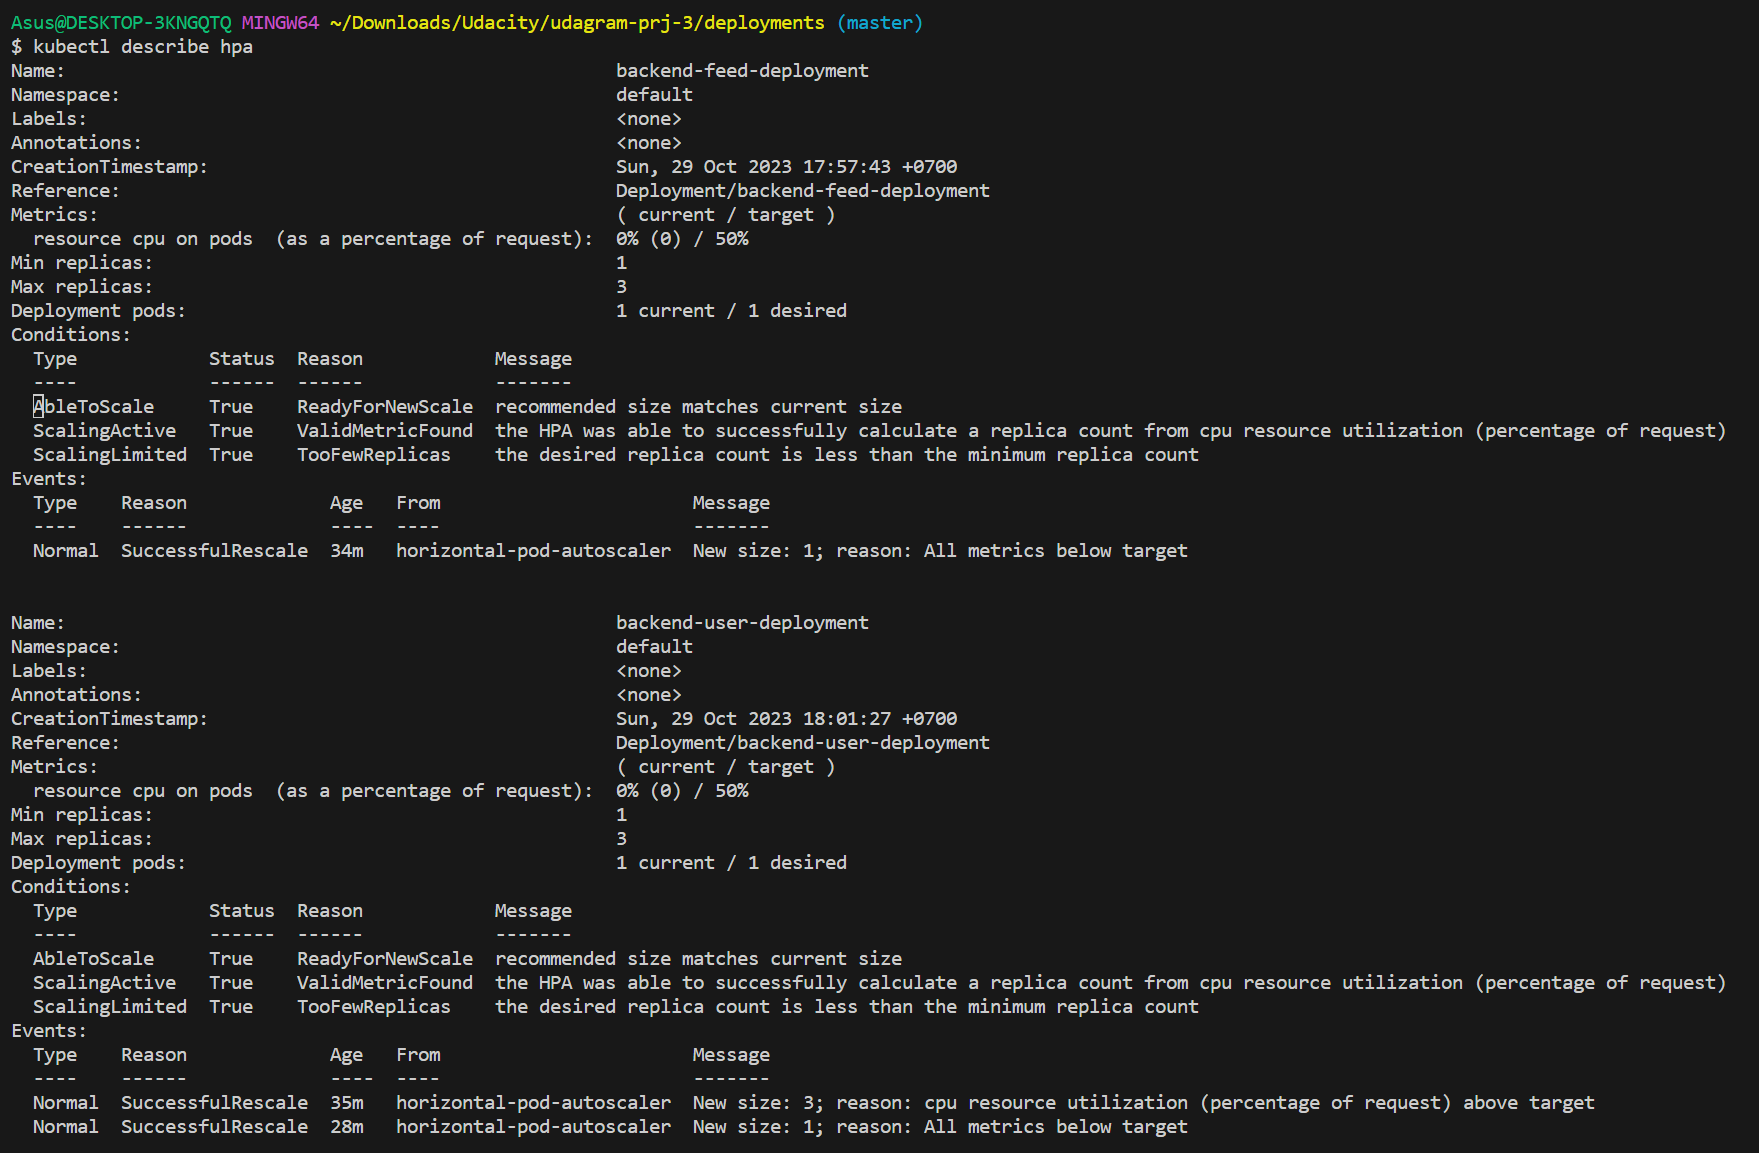 Asus@DESKTOP-3KNGQTQ MINGW64 ~/Downloads/Udacity/udagram-prj-3/deployments (master)
$ kubectl describe hpa
Name:                                                  backend-feed-deployment
Namespace:                                             default
Labels:                                                <none>
Annotations:                                           <none>
CreationTimestamp:                                     Sun, 29 Oct 2023 17:57:43 +0700
Reference:                                             Deployment/backend-feed-deployment
Metrics:                                               ( current / target )
  resource cpu on pods  (as a percentage of request):  0% (0) / 50%
Min replicas:                                          1
Max replicas:                                          3
Deployment pods:                                       1 current / 1 desired
Conditions:
  Type            Status  Reason            Message
  ----            ------  ------            -------
  AbleToScale     True    ReadyForNewScale  recommended size matches current size
  ScalingActive   True    ValidMetricFound  the HPA was able to successfully calculate a replica count from cpu resource utilization (percentage of request)
  ScalingLimited  True    TooFewReplicas    the desired replica count is less than the minimum replica count
Events:
  Type    Reason             Age   From                       Message
  ----    ------             ----  ----                       -------
  Normal  SuccessfulRescale  34m   horizontal-pod-autoscaler  New size: 1; reason: All metrics below target
Name:                                                  backend-user-deployment
Namespace:                                             default
Labels:                                                <none>
Annotations:                                           <none>
CreationTimestamp:                                     Sun, 29 Oct 2023 18:01:27 +0700
Reference:                                             Deployment/backend-user-deployment
Metrics:                                               ( current / target )
  resource cpu on pods  (as a percentage of request):  0% (0) / 50%
Min replicas:                                          1
Max replicas:                                          3
Deployment pods:                                       1 current / 1 desired
Conditions:
  Type            Status  Reason            Message
  ----            ------  ------            -------
  AbleToScale     True    ReadyForNewScale  recommended size matches current size
  ScalingActive   True    ValidMetricFound  the HPA was able to successfully calculate a replica count from cpu resource utilization (percentage of request)
  ScalingLimited  True    TooFewReplicas    the desired replica count is less than the minimum replica count
Events:
  Type    Reason             Age   From                       Message
  ----    ------             ----  ----                       -------
  Normal  SuccessfulRescale  35m   horizontal-pod-autoscaler  New size: 3; reason: cpu resource utilization (percentage of request) above target
  Normal  SuccessfulRescale  28m   horizontal-pod-autoscaler  New size: 1; reason: All metrics below target